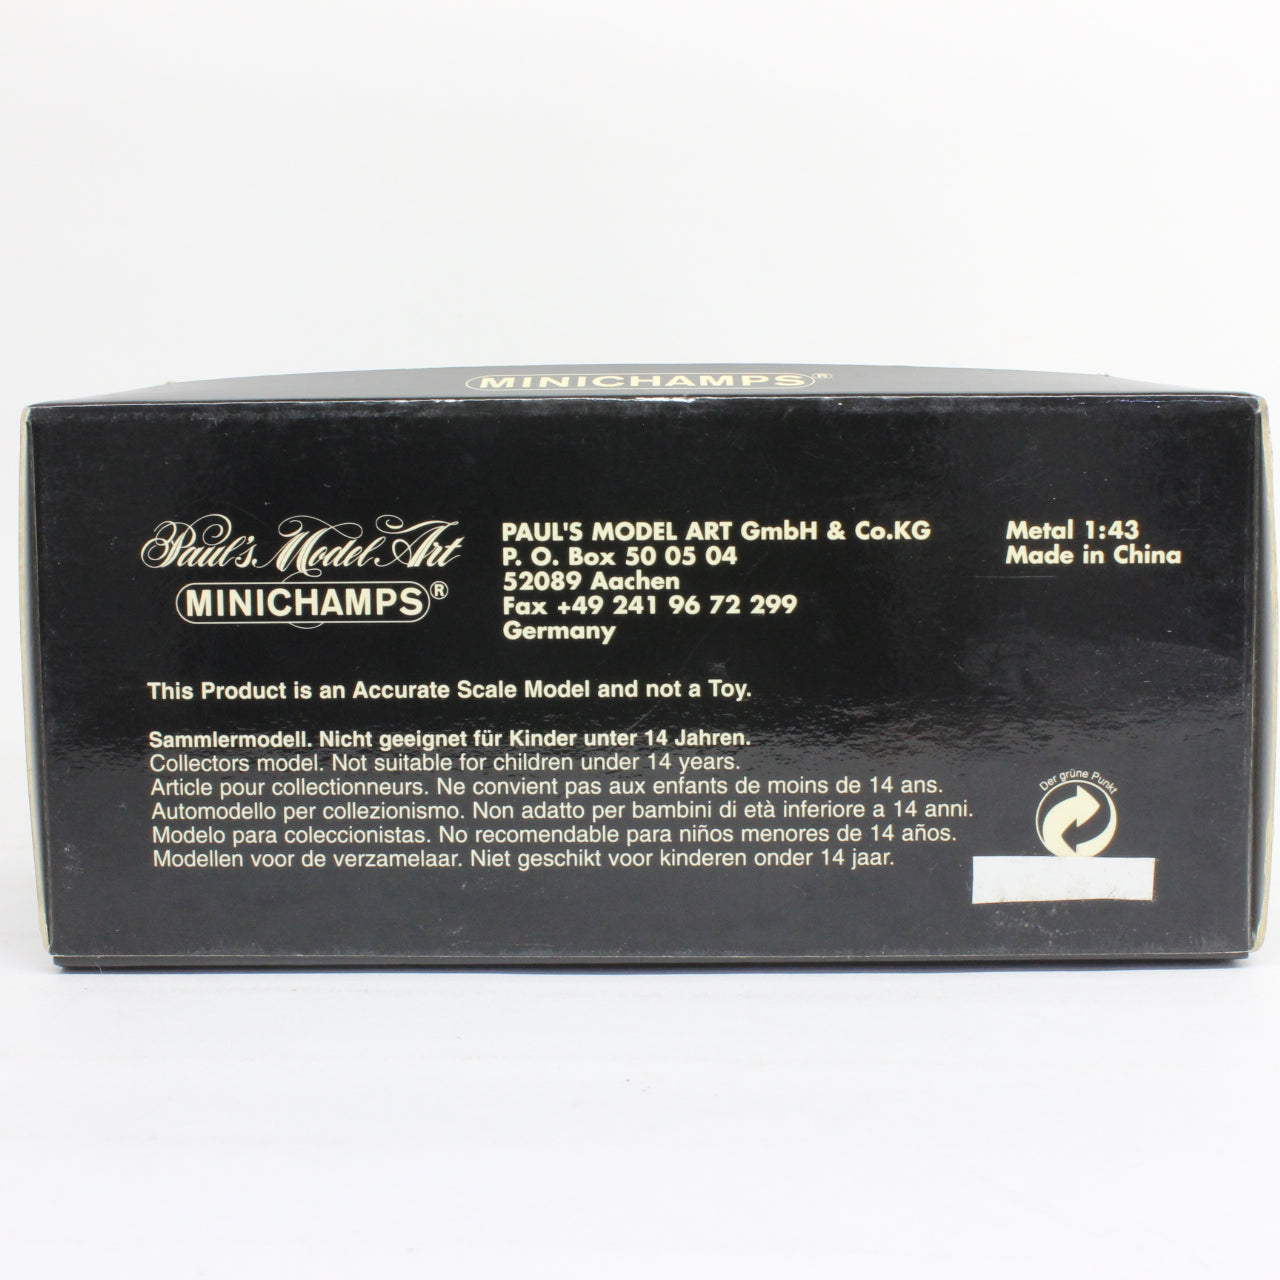 MINICHAMPS®
Paul's Model Art
MINICHAMPS®
PAUL'S MODEL ART GmbH & Co.KG
P. O. Box 50 05 04
52089 Aachen
Fax +49 241 96 72 299
Germany
Metal 1:43
Made in China
This Product is an Accurate Scale Model and not a Toy.
Sammlermodell. Nicht geeignet für Kinder unter 14 Jahren.
Collectors model. Not suitable for children under 14 years.
Article pour collectionneurs. Ne convient pas aux enfants de moins de 14 ans.
Automodello per collezionismo. Non adatto per bambini di età inferiore a 14 anni.
Modelo para coleccionistas. No recomendable para niños menores de 14 años.
Modellen voor de verzamelaar. Niet geschikt voor kinderen onder 14 jaar.
Der grüne Punkt